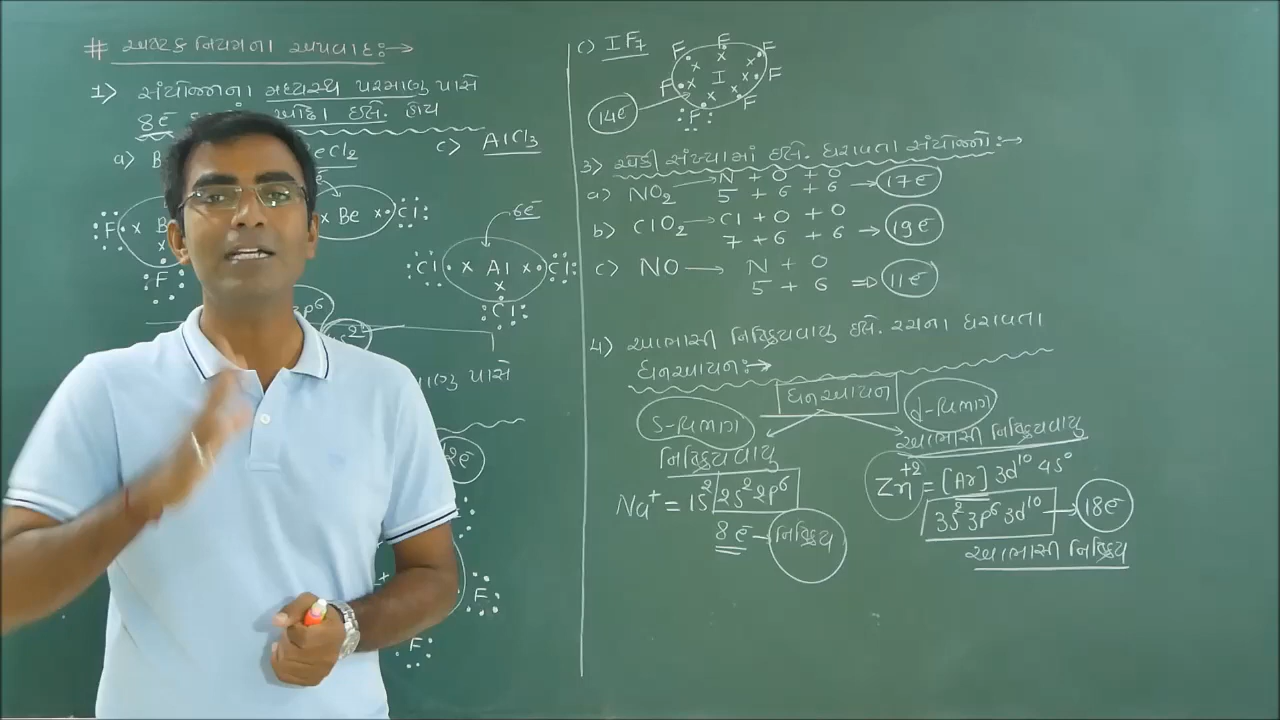 # અષ્ટક નિયમના અપવાદ :→
1> સંયોજનના મધ્યસ્થ પરમાણુ પાસે
8e ઇલે. હોય
a) B eCl2
c> AlCl3
6e
F Be Cl
Cl Al Cl
F
Cl
3p6
પાસે
12e
F
F
c) IF7
F F F
F I F
F F
14e
3> એકી સંખ્યામાં ઇલે. ધરાવતા સંયોજનો :→
a) NO2 → N + O + O
5 + 6 + 6 → 17e
b) ClO2 → Cl + O + O
7 + 6 + 6 → 19e
c) NO → N + O
5 + 6 ⇒ 11e
4) આભાસી નિષ્ક્રિયવાયુ ઇલે. રચના ધરાવતા
ધનઆયન :→
ધનઆયન
s-વિભાગ
d-વિભાગ
નિષ્ક્રિયવાયુ
આભાસી નિષ્ક્રિયવાયુ
Na+ = 1s2 2s2 2p6
8e → નિષ્ક્રિય
Zn+2 = [Ar] 3d10 4s0
3s2 3p6 3d10 → 18e
આભાસી નિષ્ક્રિય